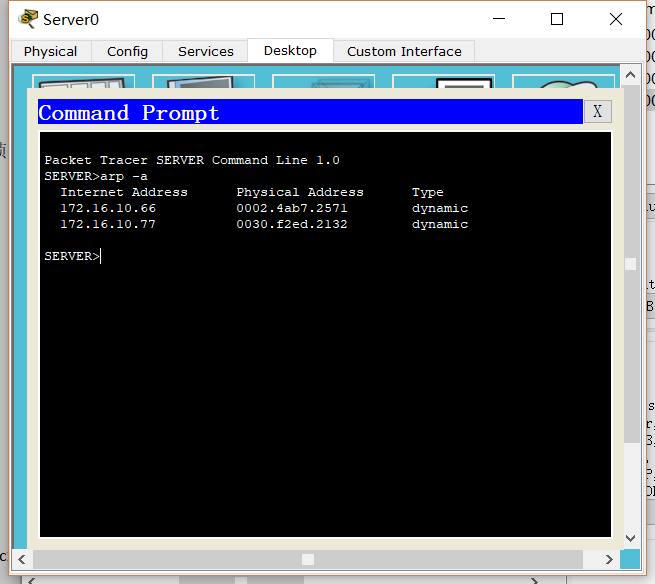 Server0
Physical Config Services Desktop Custom Interface
Command Prompt X
Packet Tracer SERVER Command Line 1.0
SERVER>arp -a
Internet Address Physical Address Type
172.16.10.66 0002.4ab7.2571 dynamic
172.16.10.77 0030.f2ed.2132 dynamic
SERVER>